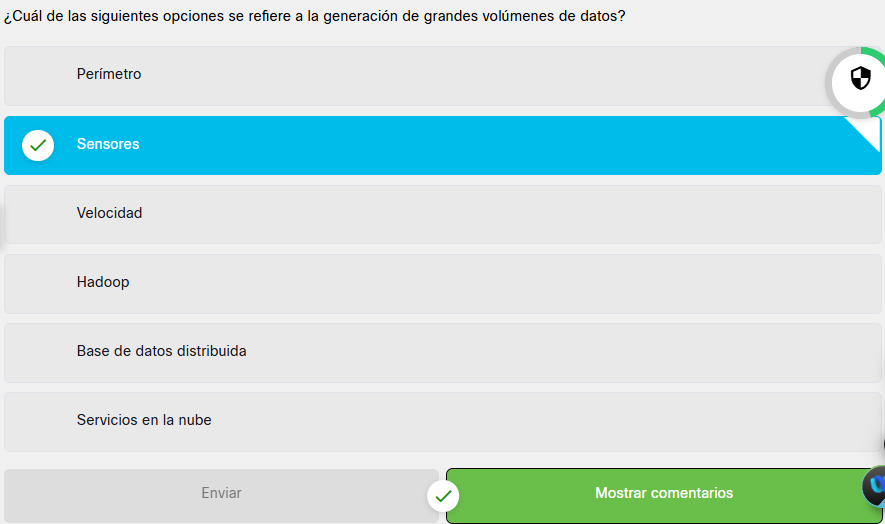 ¿Cuál de las siguientes opciones se refiere a la generación de grandes volúmenes de datos?
Perímetro
Sensores
Velocidad
Hadoop
Base de datos distribuida
Servicios en la nube
Enviar
Mostrar comentarios